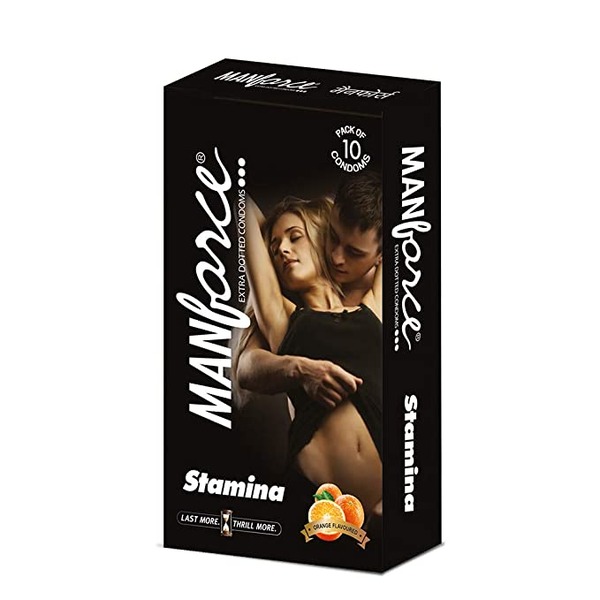 MANforce®
मैनफोर्स
PACK OF
10
CONDOMS
MANforce®
EXTRA DOTTED CONDOMS
Stamina
LAST MORE. THRILL MORE.
ORANGE FLAVOURED
MANforce®
EXTRA DOTTED CONDOMS
Stamina